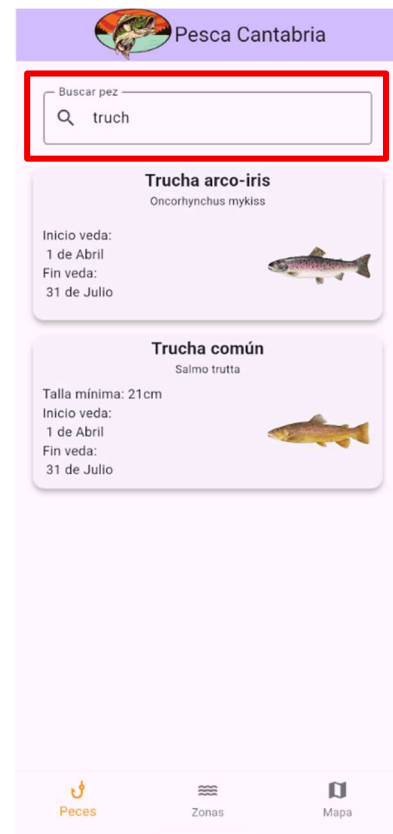 Pesca Cantabria
Buscar pez
truch
Trucha arco-iris
Oncorhynchus mykiss
Inicio veda:
1 de Abril
Fin veda:
31 de Julio
Trucha común
Salmo trutta
Talla mínima: 21cm
Inicio veda:
1 de Abril
Fin veda:
31 de Julio
Peces
Zonas
Mapa